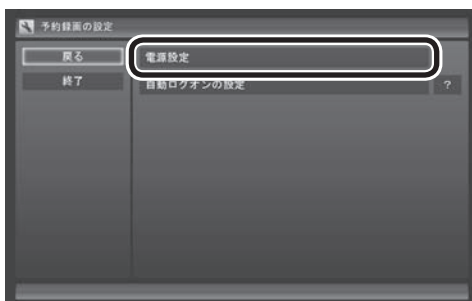 予約録画の設定
戻る
電源設定
終了
自動ログオンの設定
?